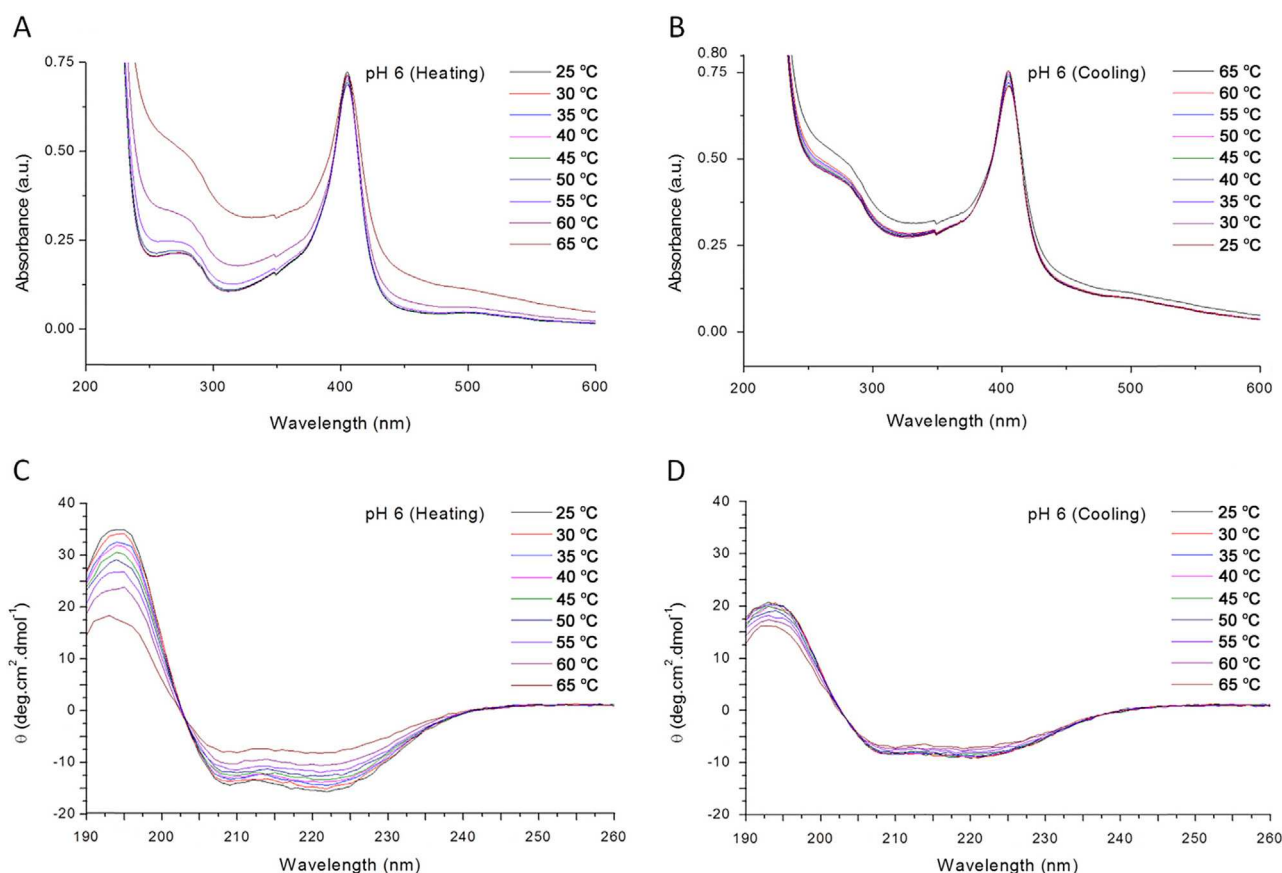 A
pH 6 (Heating)
25 ºC
30 ºC
35 ºC
40 ºC
45 ºC
50 ºC
55 ºC
60 ºC
65 ºC
Absorbance (a.u.)
0.75
0.50
0.25
0.00
200 300 400 500 600
Wavelength (nm)
B
pH 6 (Cooling)
65 ºC
60 ºC
55 ºC
50 ºC
45 ºC
40 ºC
35 ºC
30 ºC
25 ºC
Absorbance (a.u.)
0.80
0.75
0.50
0.25
0.00
200 300 400 500 600
Wavelength (nm)
C
pH 6 (Heating)
25 ºC
30 ºC
35 ºC
40 ºC
45 ºC
50 ºC
55 ºC
60 ºC
65 ºC
θ (deg.cm².dmol⁻¹)
40
30
20
10
0
-10
-20
190 200 210 220 230 240 250 260
Wavelength (nm)
D
pH 6 (Cooling)
25 ºC
30 ºC
35 ºC
40 ºC
45 ºC
50 ºC
55 ºC
60 ºC
65 ºC
θ (deg.cm².dmol⁻¹)
40
30
20
10
0
-10
-20
190 200 210 220 230 240 250 260
Wavelength (nm)